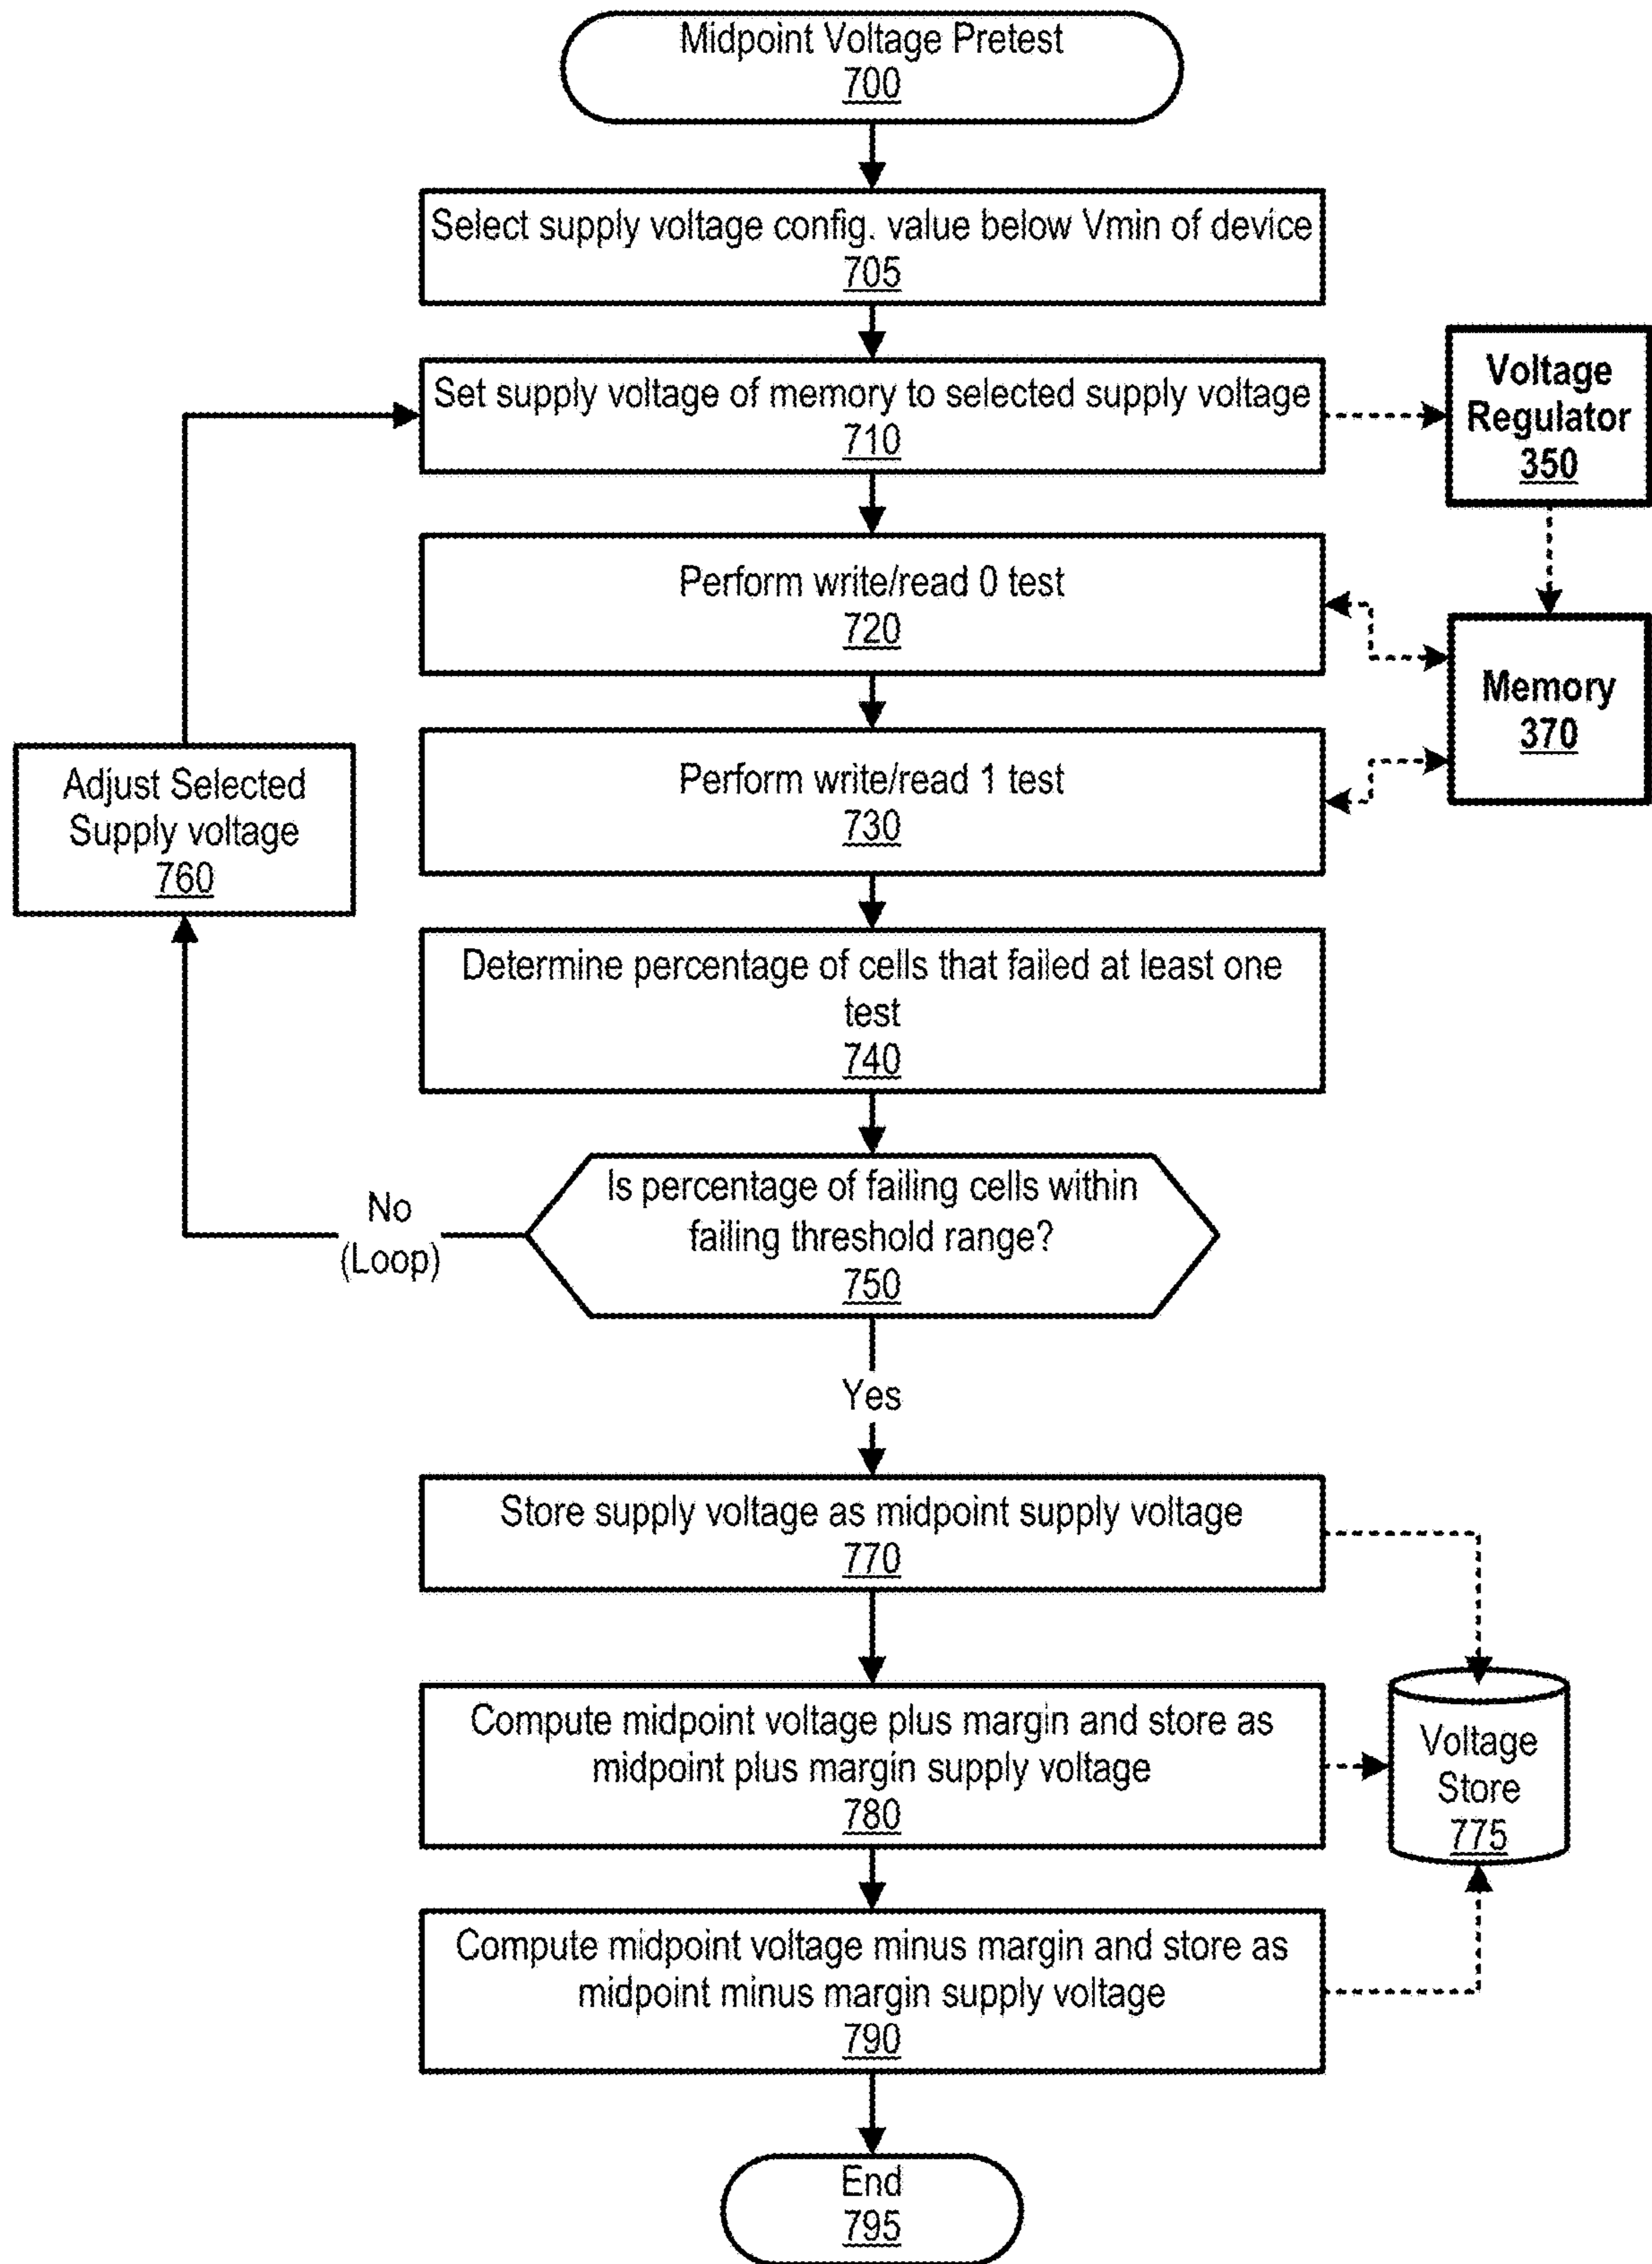 Midpoint Voltage Pretest
700
Select supply voltage config. value below Vmin of device
705
Set supply voltage of memory to selected supply voltage
710
Voltage
Regulator
350
Perform write/read 0 test
720
Memory
370
Perform write/read 1 test
730
Adjust Selected
Supply voltage
760
Determine percentage of cells that failed at least one
test
740
Is percentage of failing cells within
failing threshold range?
750
No
(Loop)
Yes
Store supply voltage as midpoint supply voltage
770
Compute midpoint voltage plus margin and store as
midpoint plus margin supply voltage
780
Voltage
Store
775
Compute midpoint voltage minus margin and store as
midpoint minus margin supply voltage
790
End
795